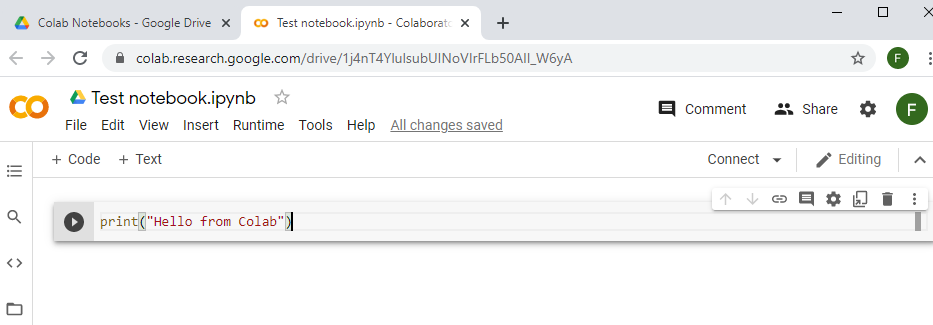 Colab Notebooks - Google Drive
Test notebook.ipynb - Colaborato
colab.research.google.com/drive/1j4nT4YlulsubUINoVIrFLb50AII_W6yA
F
Test notebook.ipynb
Comment
Share
F
File Edit View Insert Runtime Tools Help All changes saved
+ Code + Text
Connect
Editing
print("Hello from Colab")